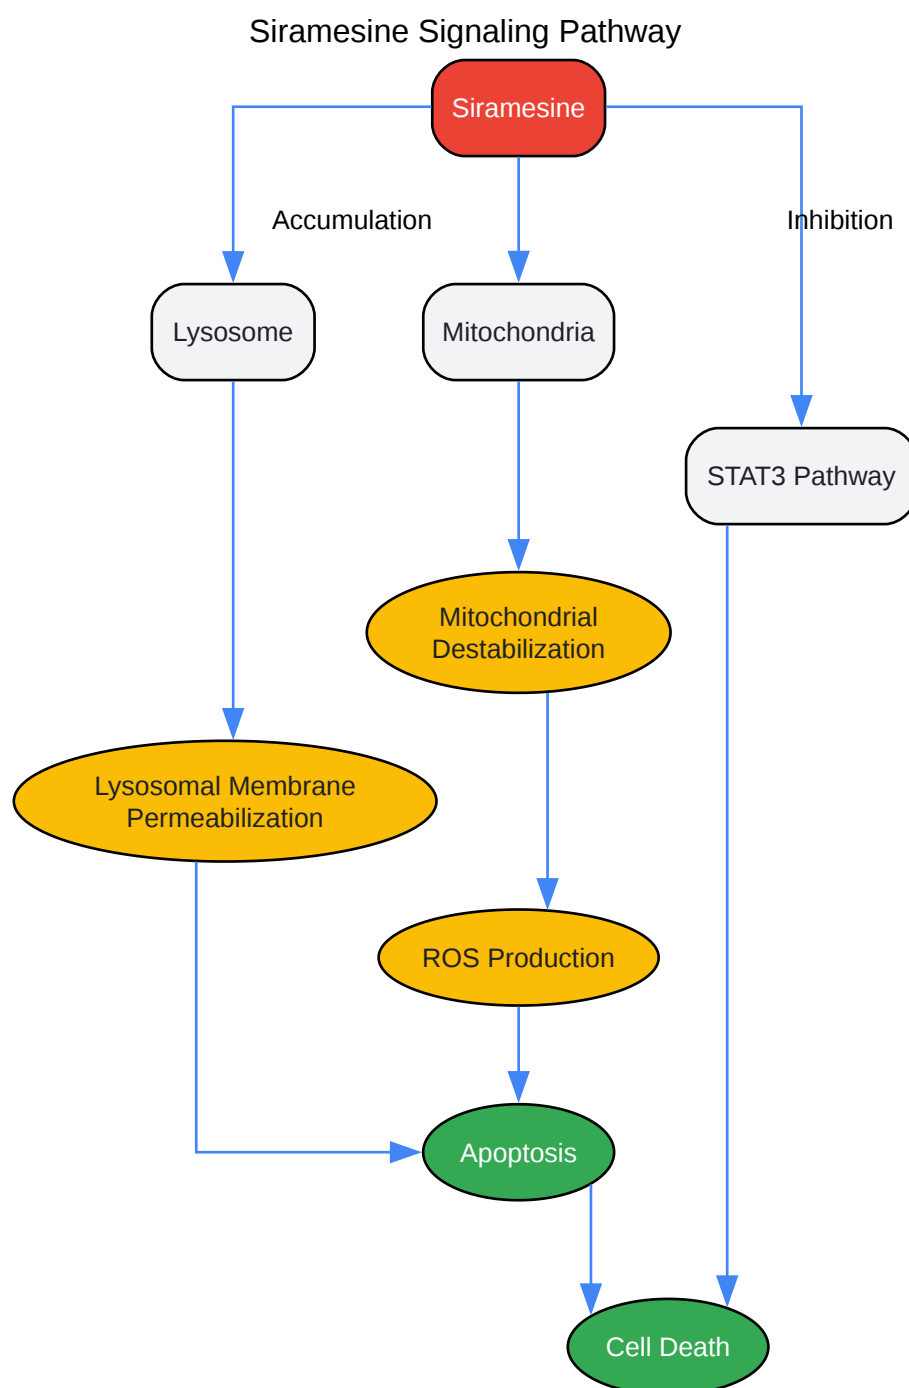 Siramesine Signaling Pathway
Siramesine
Accumulation
Inhibition
Lysosome
Mitochondria
STAT3 Pathway
Mitochondrial
Destabilization
Lysosomal Membrane
Permeabilization
ROS Production
Apoptosis
Cell Death